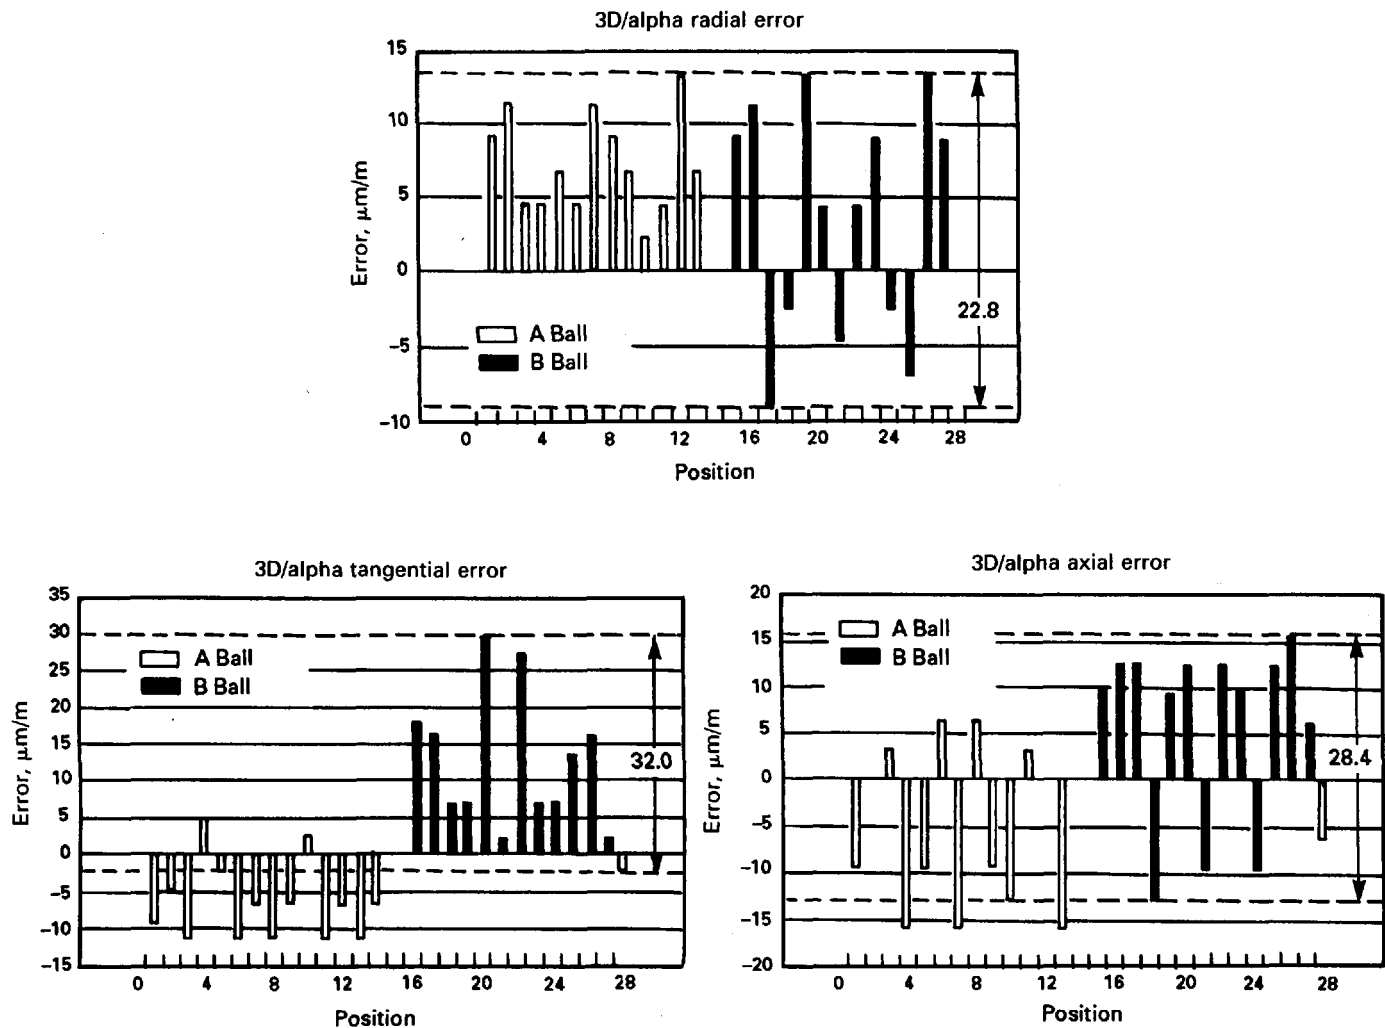 3D/alpha radial error
15
10
5
0
−5
−10
Error, μm/m
A Ball
B Ball
22.8
0 4 8 12 16 20 24 28
Position
3D/alpha tangential error
35
30
25
20
15
10
5
0
−5
−10
−15
Error, μm/m
A Ball
B Ball
32.0
0 4 8 12 16 20 24 28
Position
3D/alpha axial error
20
15
10
5
0
−5
−10
−15
−20
Error, μm/m
A Ball
B Ball
28.4
0 4 8 12 16 20 24 28
Position